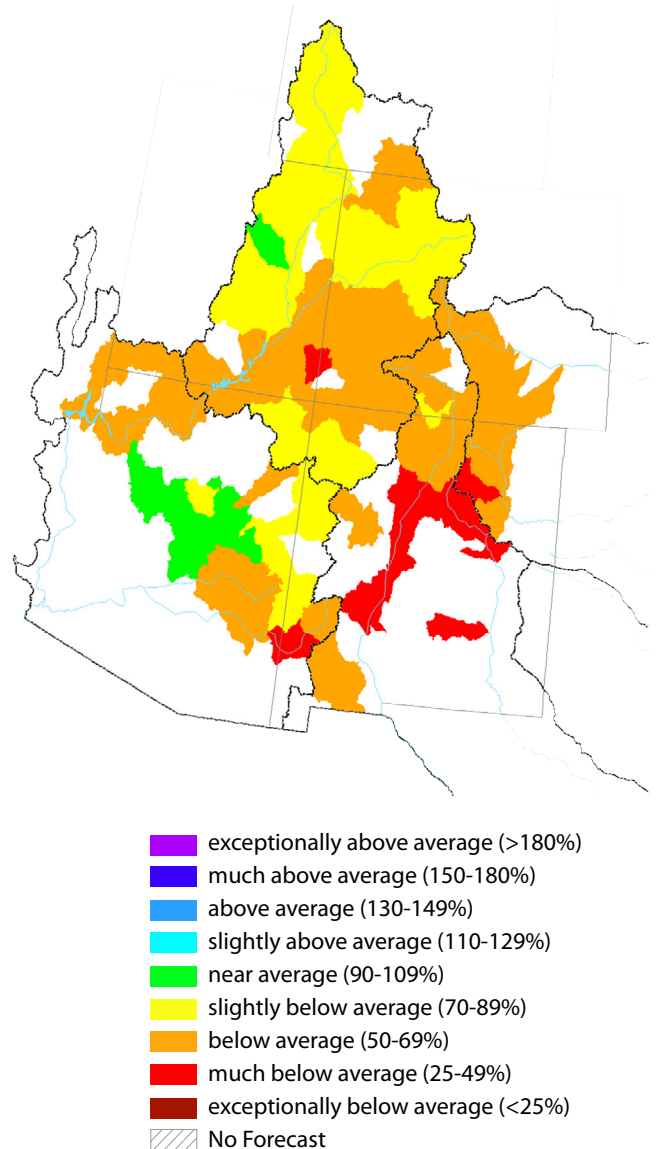 exceptionally above average (>180%)
much above average (150-180%)
above average (130-149%)
slightly above average (110-129%)
near average (90-109%)
slightly below average (70-89%)
below average (50-69%)
much below average (25-49%)
exceptionally below average (<25%)
No Forecast